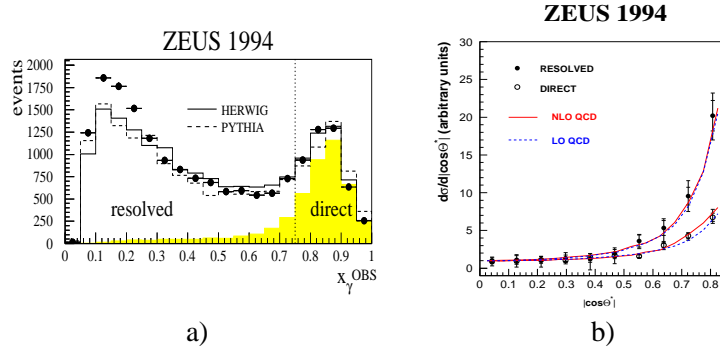 ZEUS 1994
events
2000
1750
1500
1250
1000
750
500
250
0
HERWIG
PYTHIA
resolved
direct
0 0.1 0.2 0.3 0.4 0.5 0.6 0.7 0.8 0.9 1
xγOBS
a)
ZEUS 1994
dσ/d|cosΘ*| (arbitrary units)
30
25
20
15
10
5
0
RESOLVED
DIRECT
NLO QCD
LO QCD
0 0.1 0.2 0.3 0.4 0.5 0.6 0.7 0.8
|cosΘ*|
b)